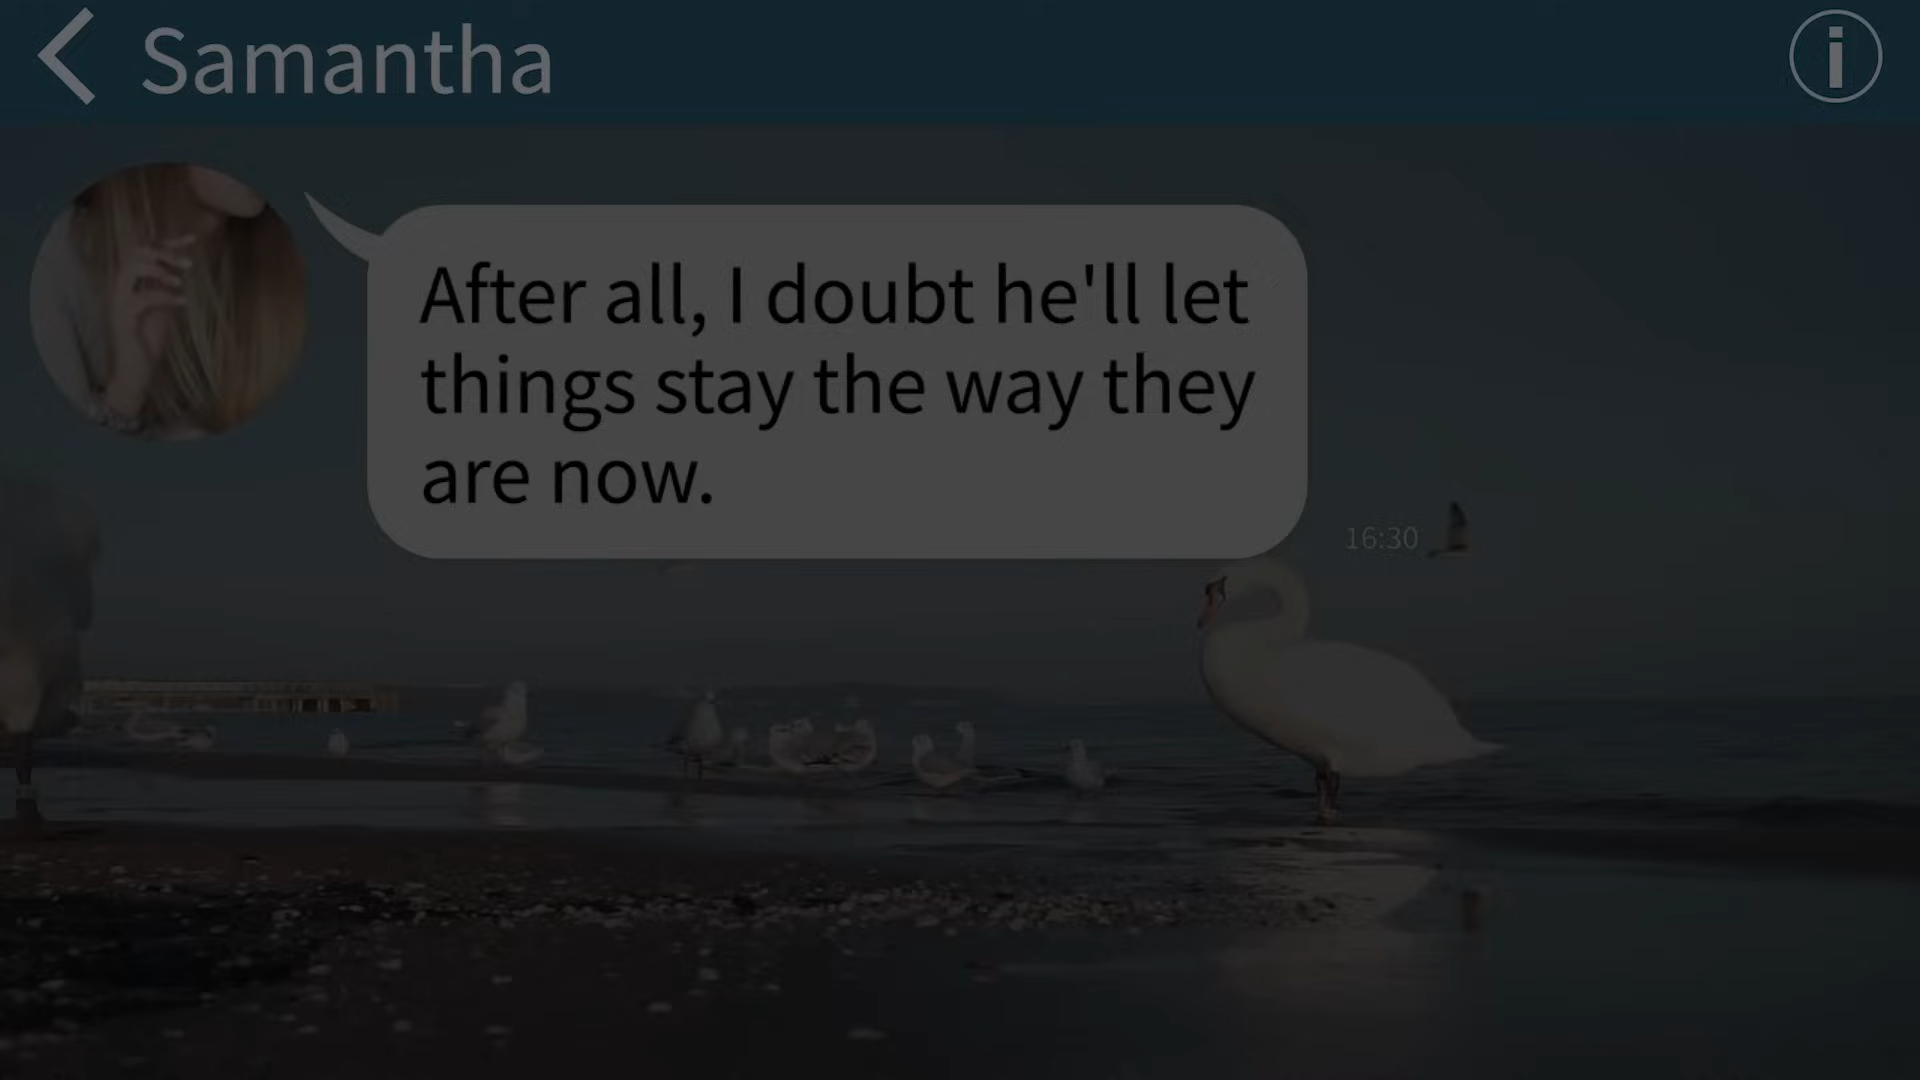 Samantha
After all, I doubt he'll let
things stay the way they
are now.
16:30